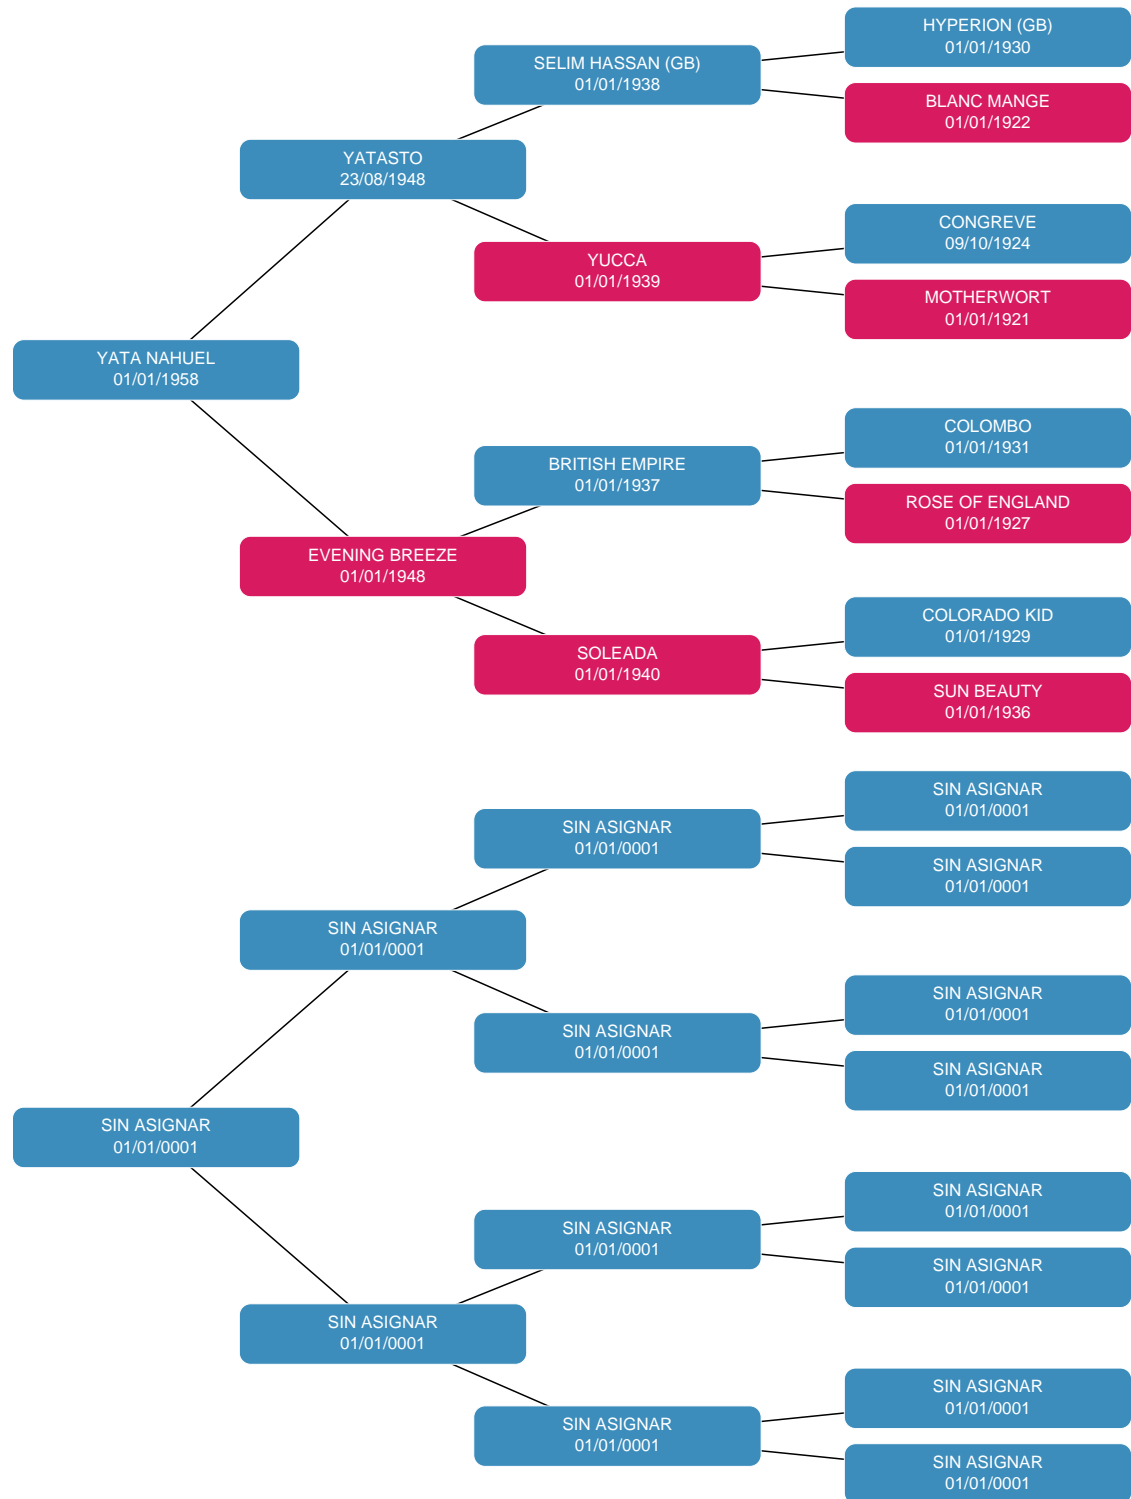 HYPERION (GB)
01/01/1930
SELIM HASSAN (GB)
01/01/1938
BLANC MANGE
01/01/1922
YATASTO
23/08/1948
CONGREVE
09/10/1924
YUCCA
01/01/1939
MOTHERWORT
01/01/1921
YATA NAHUEL
01/01/1958
COLOMBO
01/01/1931
BRITISH EMPIRE
01/01/1937
ROSE OF ENGLAND
01/01/1927
EVENING BREEZE
01/01/1948
COLORADO KID
01/01/1929
SOLEADA
01/01/1940
SUN BEAUTY
01/01/1936
SIN ASIGNAR
01/01/0001
SIN ASIGNAR
01/01/0001
SIN ASIGNAR
01/01/0001
SIN ASIGNAR
01/01/0001
SIN ASIGNAR
01/01/0001
SIN ASIGNAR
01/01/0001
SIN ASIGNAR
01/01/0001
SIN ASIGNAR
01/01/0001
SIN ASIGNAR
01/01/0001
SIN ASIGNAR
01/01/0001
SIN ASIGNAR
01/01/0001
SIN ASIGNAR
01/01/0001
SIN ASIGNAR
01/01/0001
SIN ASIGNAR
01/01/0001
SIN ASIGNAR
01/01/0001